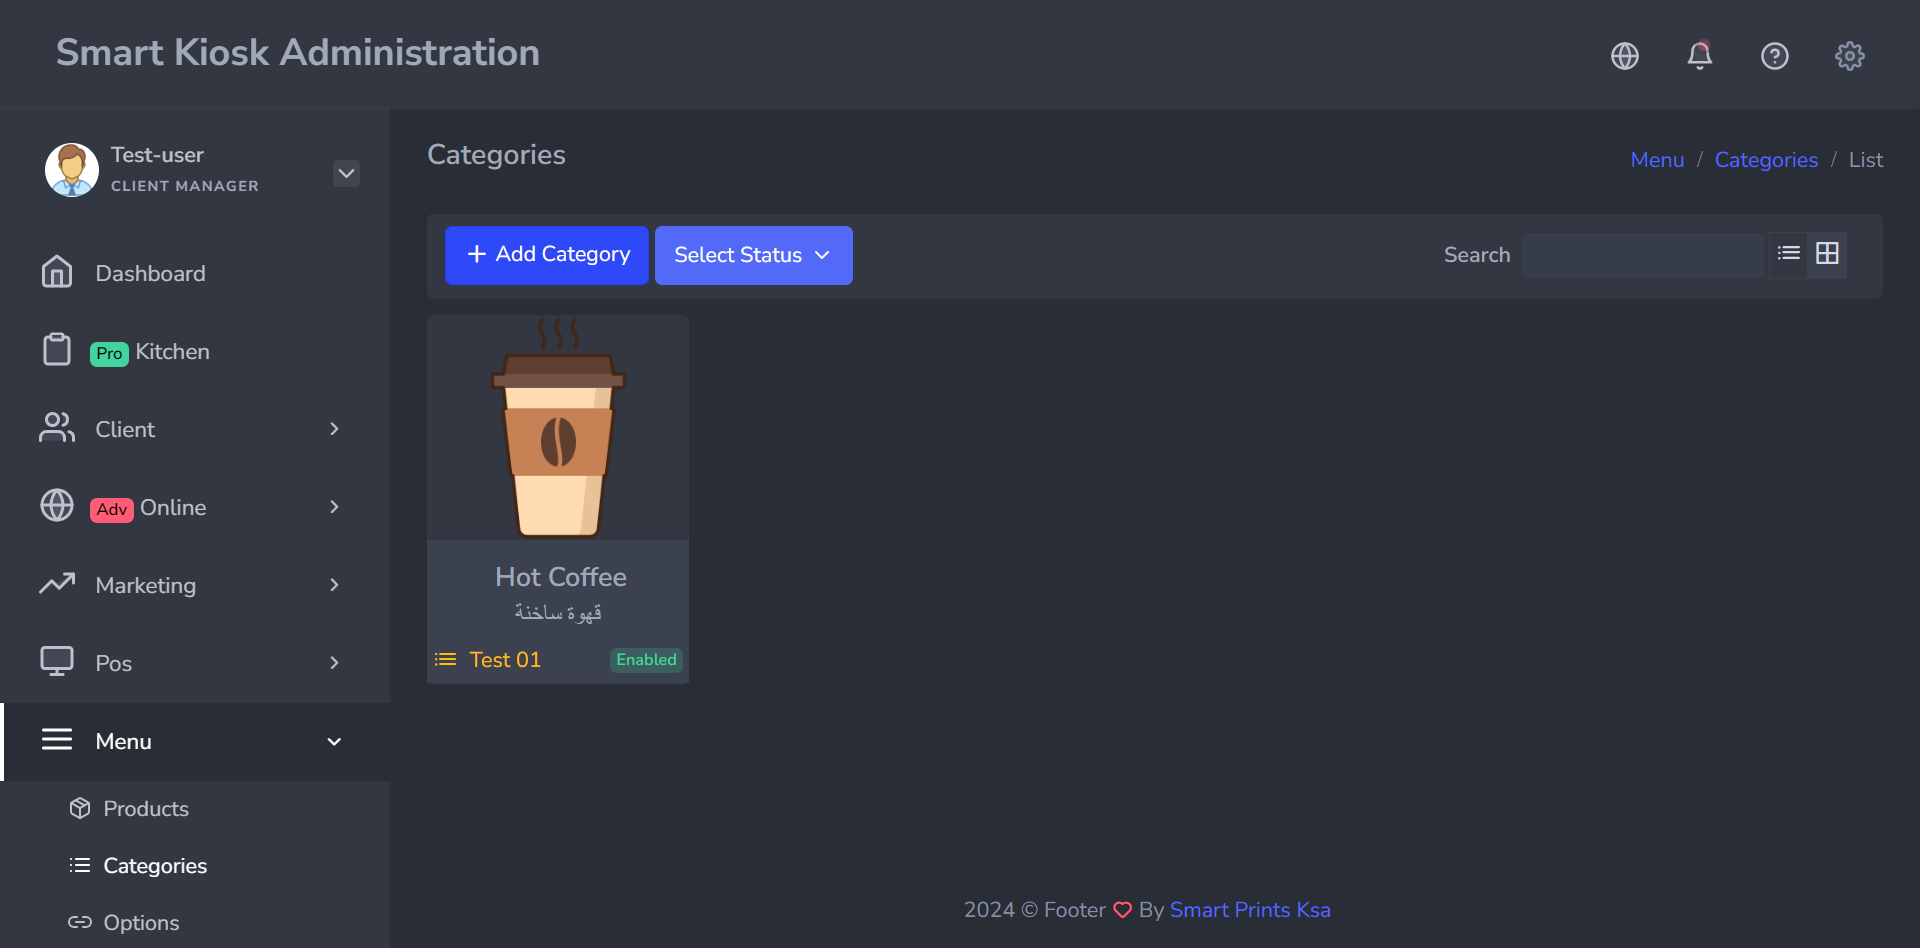 Smart Kiosk Administration
Test-user
CLIENT MANAGER
Dashboard
Pro Kitchen
Client
Adv Online
Marketing
Pos
Menu
Products
Categories
Options
Categories
Menu / Categories / List
+ Add Category
Select Status
Search
Hot Coffee
قهوة ساخنة
Test 01
Enabled
2024 © Footer ♡ By Smart Prints Ksa